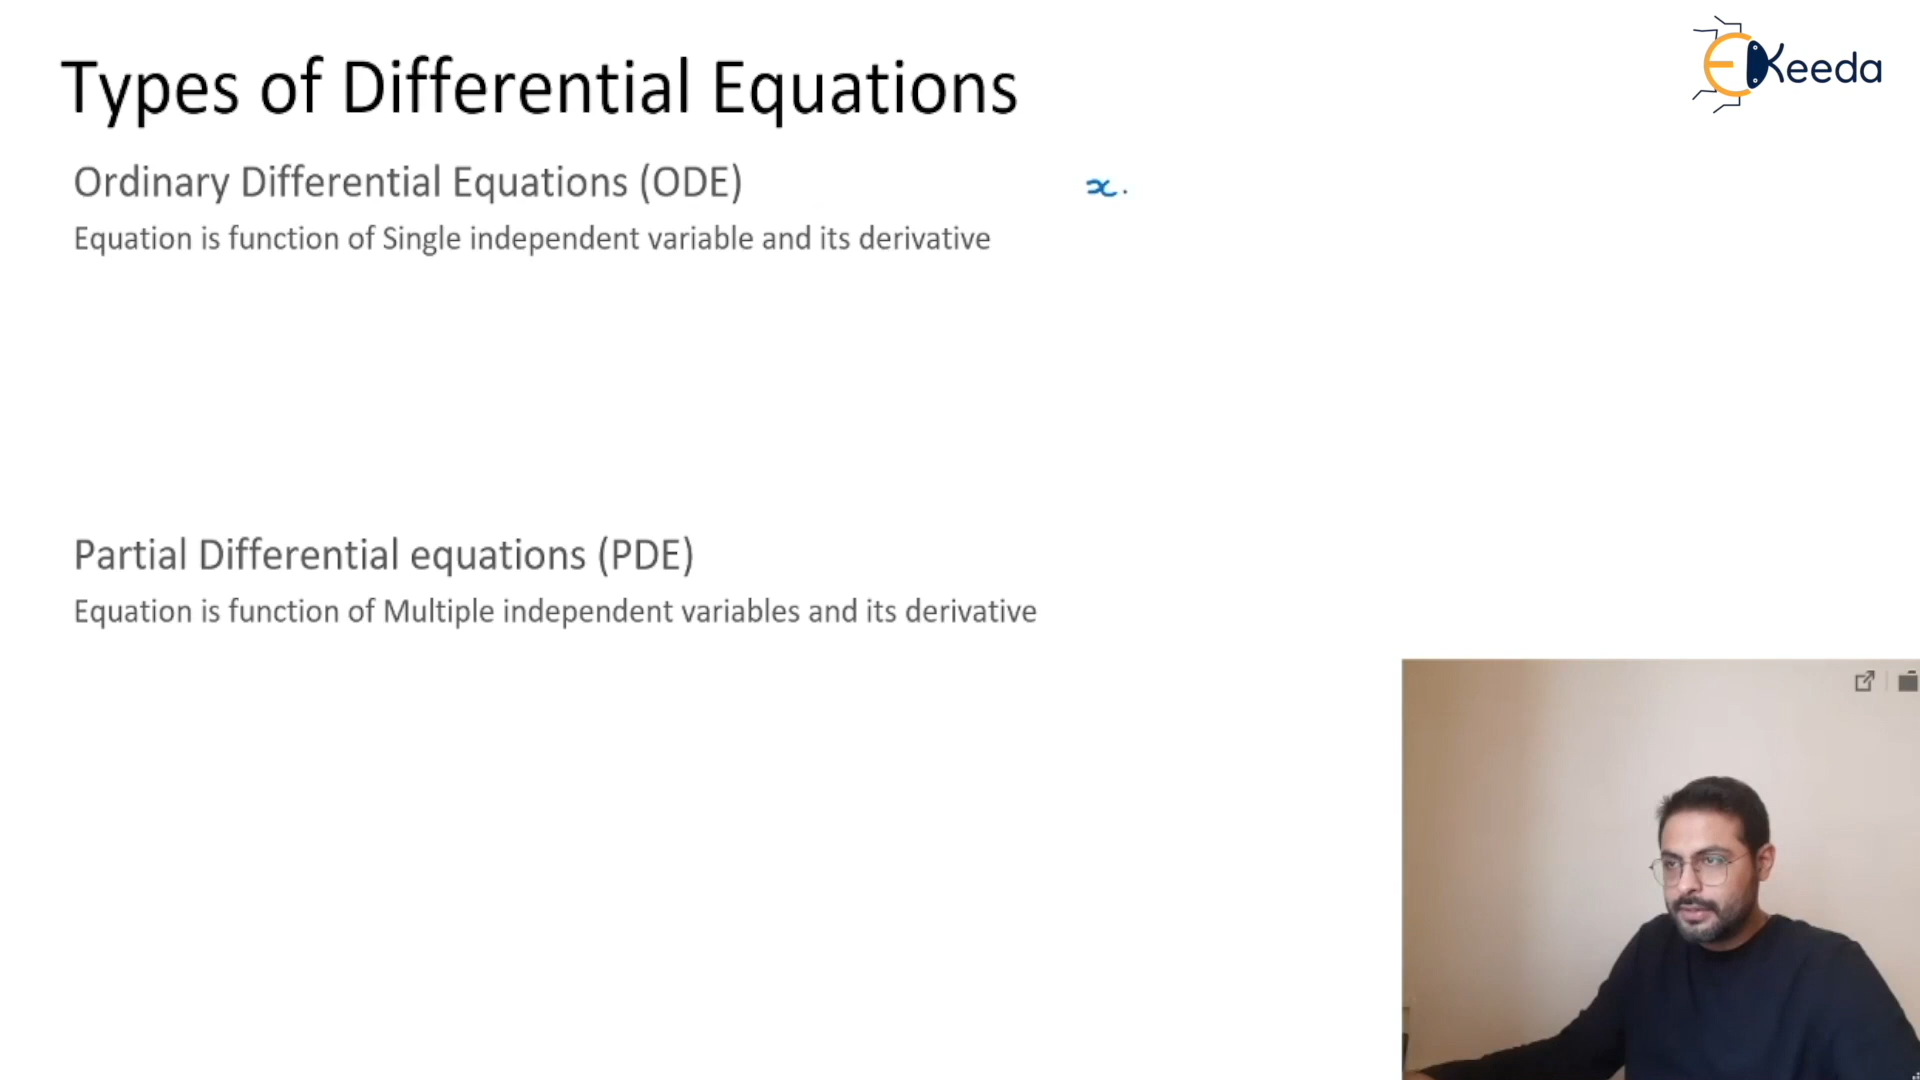 Types of Differential Equations
EKeeda
Ordinary Differential Equations (ODE)
x.
Equation is function of Single independent variable and its derivative
Partial Differential equations (PDE)
Equation is function of Multiple independent variables and its derivative